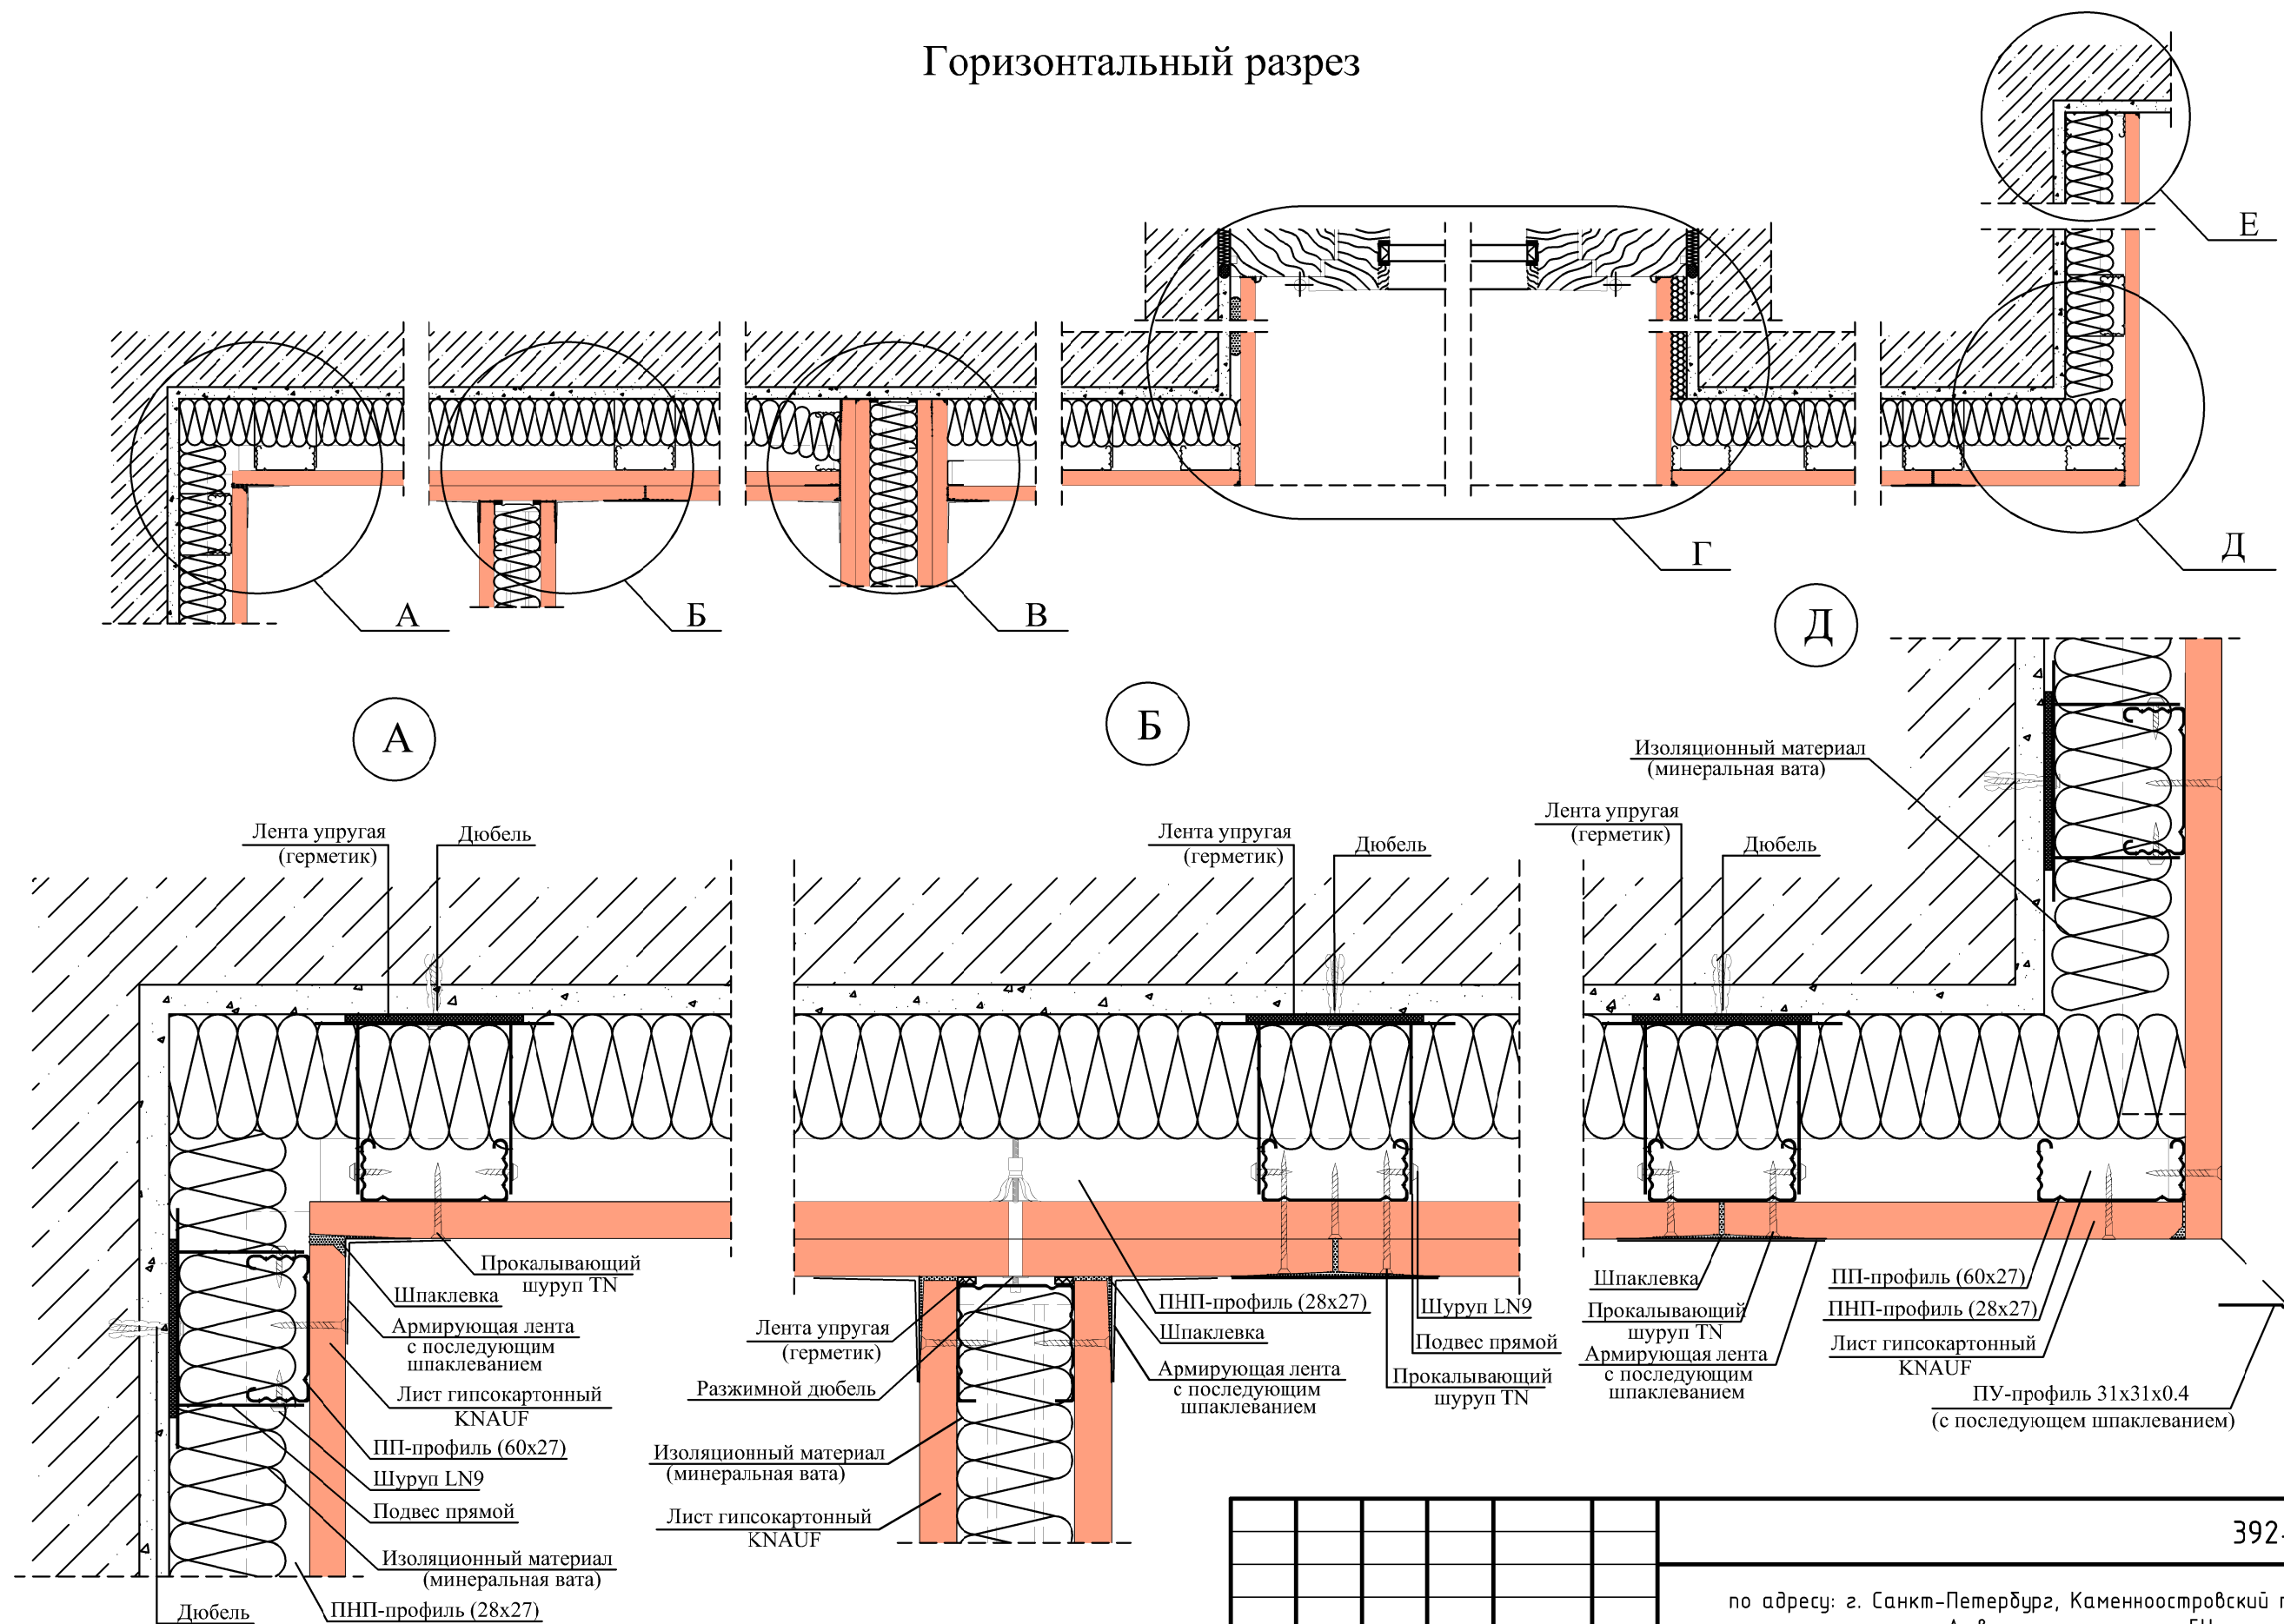 Горизонтальный разрез
Е
А
Б
В
Г
Д
А
Б
Д
Лента упругая
(герметик)
Дюбель
Прокалывающий
шуруп TN
Шпаклевка
Армирующая лента
с последующим
шпаклеванием
Лист гипсокартонный
KNAUF
ПП-профиль (60х27)
Шуруп LN9
Подвес прямой
Изоляционный материал
(минеральная вата)
ПНП-профиль (28х27)
Дюбель
Лента упругая
(герметик)
Дюбель
Лента упругая
(герметик)
Разжимной дюбель
Изоляционный материал
(минеральная вата)
Лист гипсокартонный
KNAUF
ПНП-профиль (28х27)
Шпаклевка
Армирующая лента
с последующим
шпаклеванием
Шуруп LN9
Подвес прямой
Прокалывающий
шуруп TN
Изоляционный материал
(минеральная вата)
Лента упругая
(герметик)
Дюбель
Шпаклевка
Прокалывающий
шуруп TN
Армирующая лента
с последующим
шпаклеванием
ПП-профиль (60х27)
ПНП-профиль (28х27)
Лист гипсокартонный
KNAUF
ПУ-профиль 31х31х0.4
(с последующем шпаклеванием)
392-
по адресу: г. Санкт-Петербург, Каменноостровский